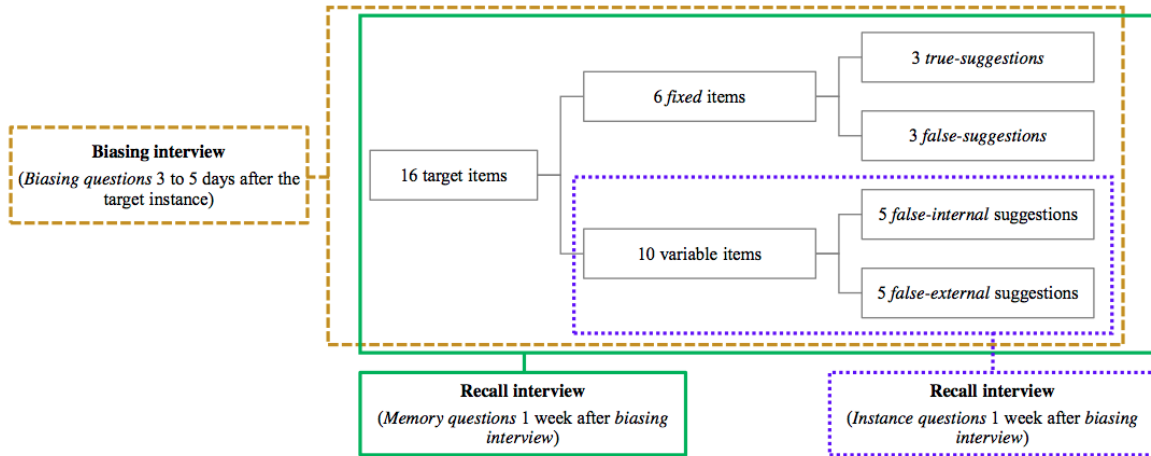 3 true-suggestions
6 fixed items
3 false-suggestions
Biasing interview
(Biasing questions 3 to 5 days after the
target instance)
16 target items
5 false-internal suggestions
10 variable items
5 false-external suggestions
Recall interview
(Memory questions 1 week after biasing
interview)
Recall interview
(Instance questions 1 week after biasing
interview)